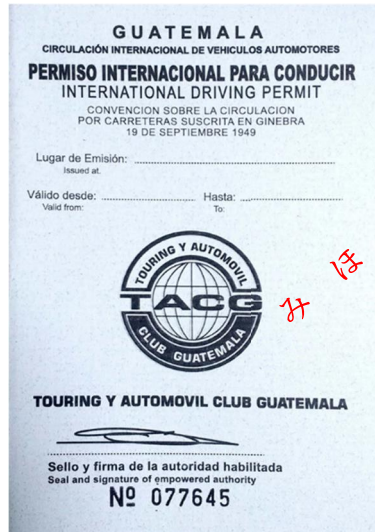 GUATEMALA
CIRCULACIÓN INTERNACIONAL DE VEHICULOS AUTOMOTORES
PERMISO INTERNACIONAL PARA CONDUCIR
INTERNATIONAL DRIVING PERMIT
CONVENCION SOBRE LA CIRCULACION
POR CARRETERAS SUSCRITA EN GINEBRA
19 DE SEPTIEMBRE 1949
Lugar de Emisión:
Issued at.
Válido desde: Hasta:
Valid from: To:
TOURING Y AUTOMOVIL
TACG
CLUB GUATEMALA
みほ
TOURING Y AUTOMOVIL CLUB GUATEMALA
Sello y firma de la autoridad habilitada
Seal and signature of empowered authority
Nº 077645